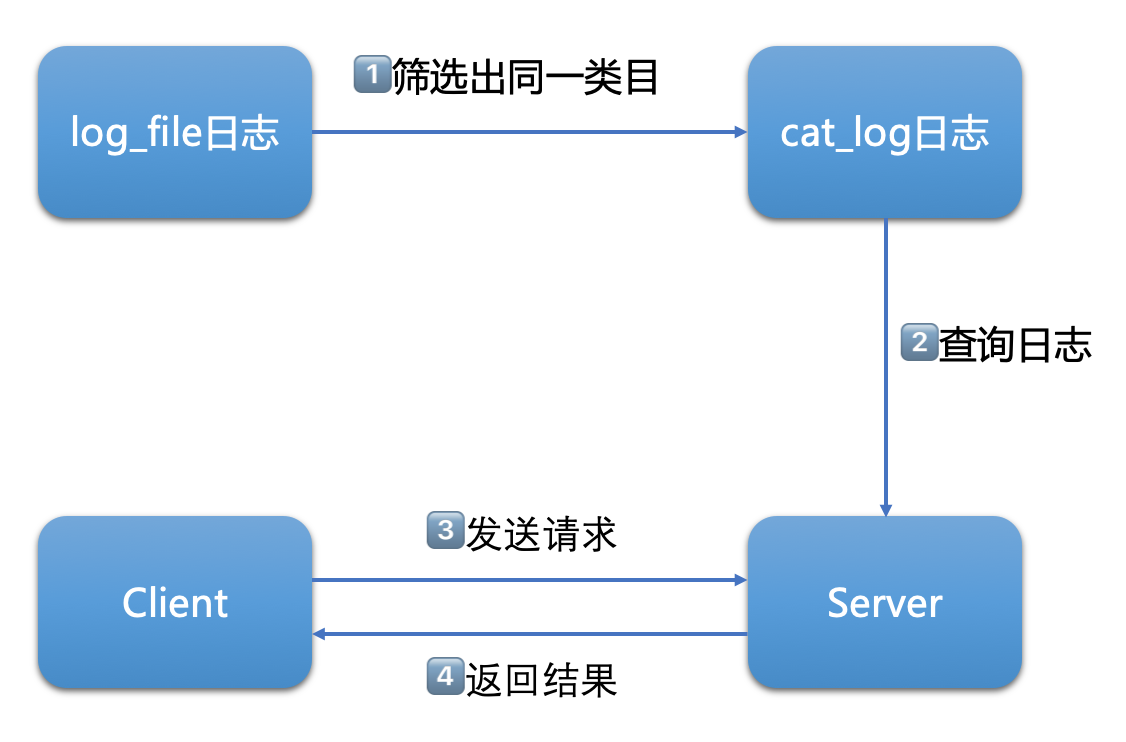 log_file日志
1筛选出同一类目
cat_log日志
2查询日志
3发送请求
Client
Server
4返回结果